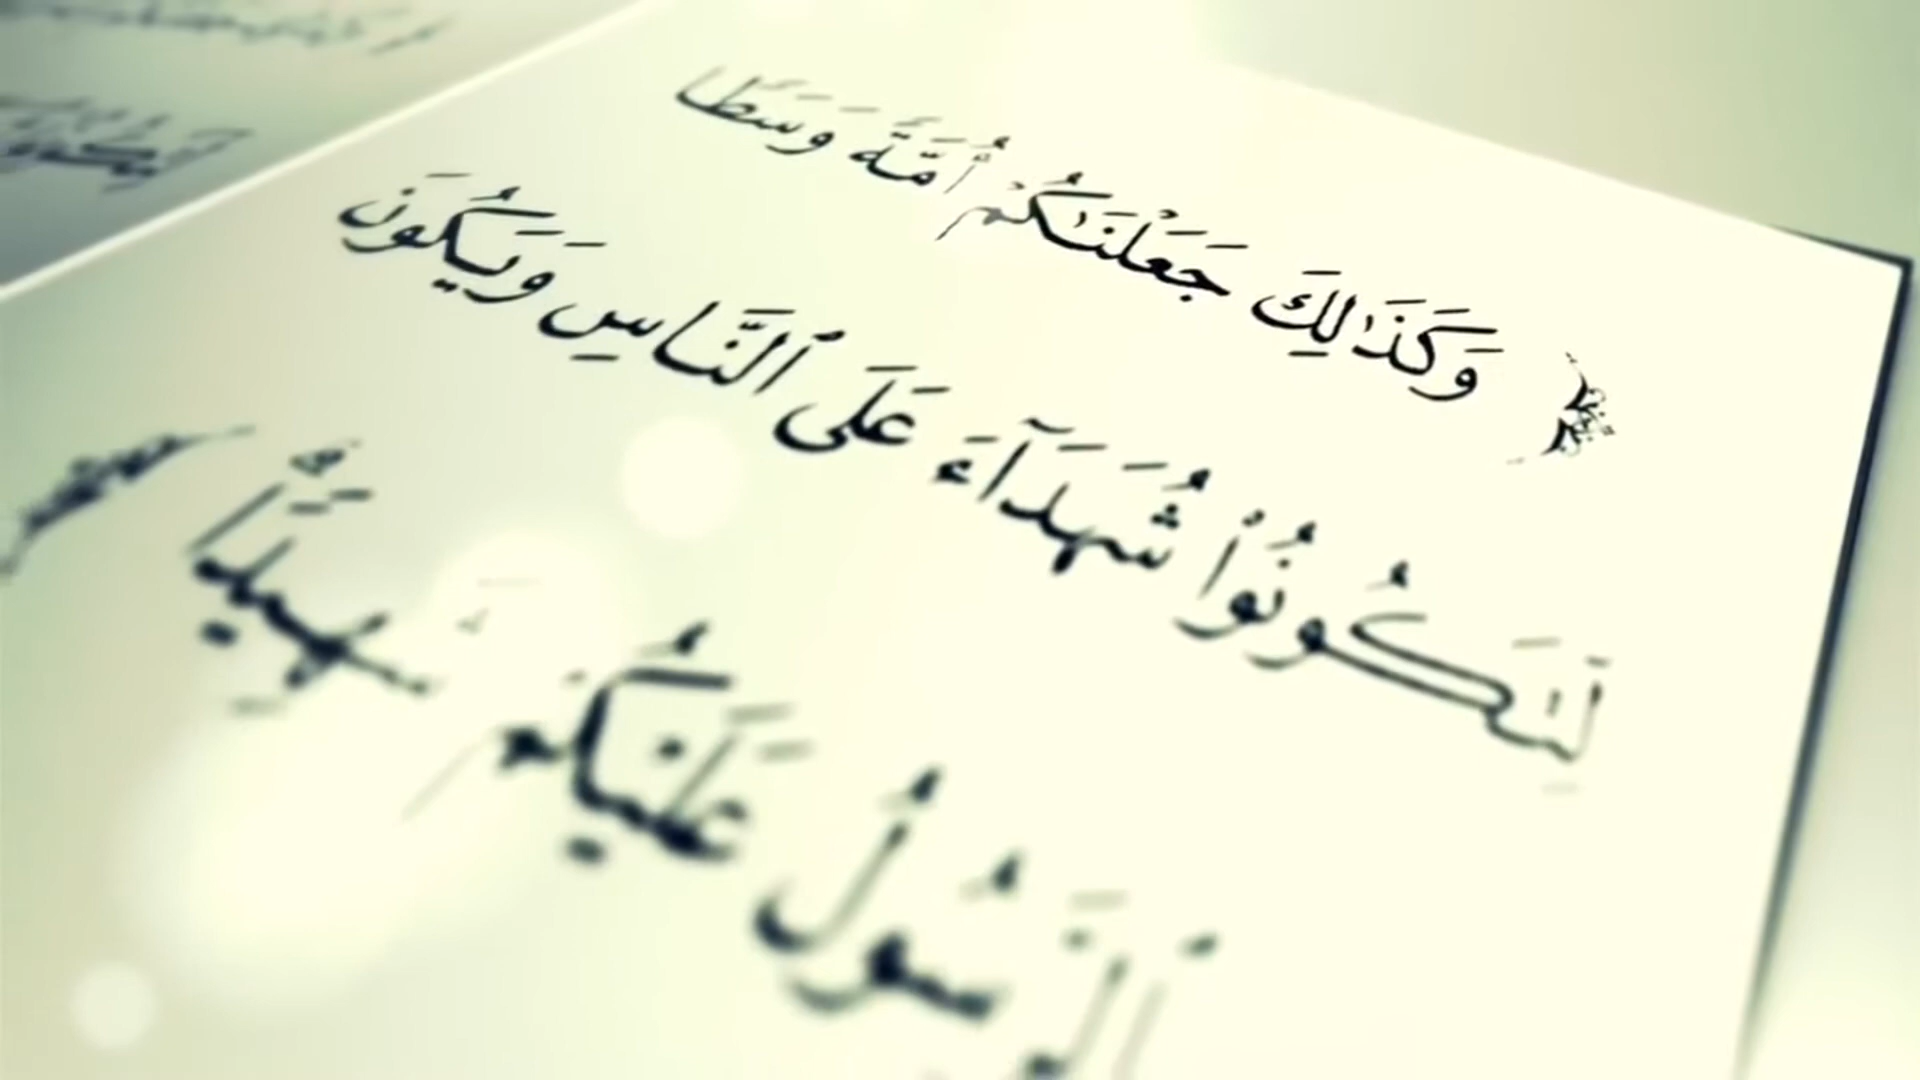 ﴿ وَكَذَٰلِكَ جَعَلْنَٰكُمْ أُمَّةً وَسَطًا
لِّتَكُونُوا۟ شُهَدَآءَ عَلَى ٱلنَّاسِ وَيَكُونَ
ٱلرَّسُولُ عَلَيْكُمْ شَهِيدًا ﴾